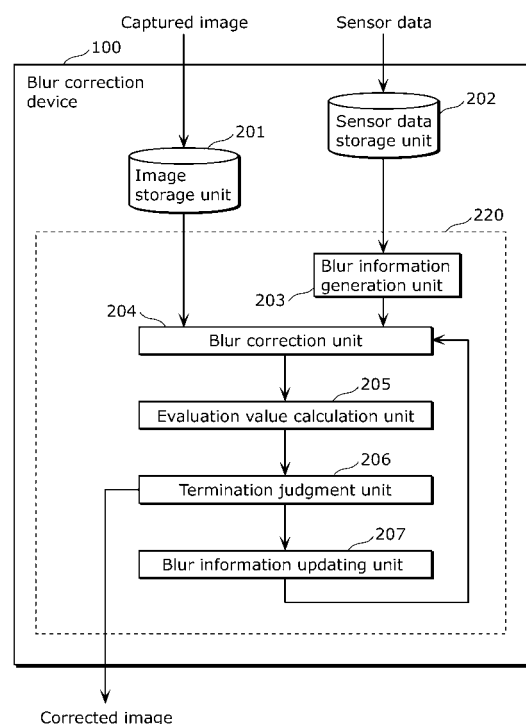 Captured image
Sensor data
100
Blur correction
device
201
202
Image
storage unit
Sensor data
storage unit
220
Blur information
generation unit
203
204
Blur correction unit
205
Evaluation value calculation unit
206
Termination judgment unit
207
Blur information updating unit
Corrected image